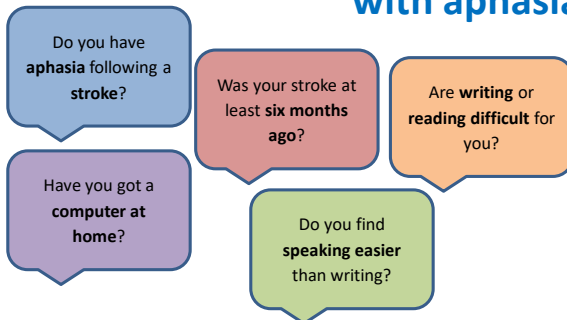 with aphasia
Do you have
aphasia following a
stroke?
Was your stroke at
least six months
ago?
Are writing or
reading difficult for
you?
Have you got a
computer at
home?
Do you find
speaking easier
than writing?